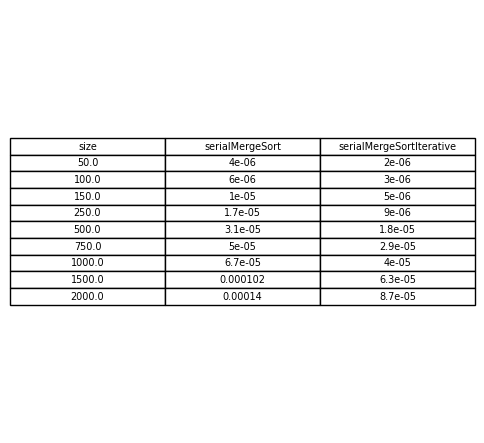 size serialMergeSort serialMergeSortIterative
50.0 4e-06 2e-06
100.0 6e-06 3e-06
150.0 1e-05 5e-06
250.0 1.7e-05 9e-06
500.0 3.1e-05 1.8e-05
750.0 5e-05 2.9e-05
1000.0 6.7e-05 4e-05
1500.0 0.000102 6.3e-05
2000.0 0.00014 8.7e-05